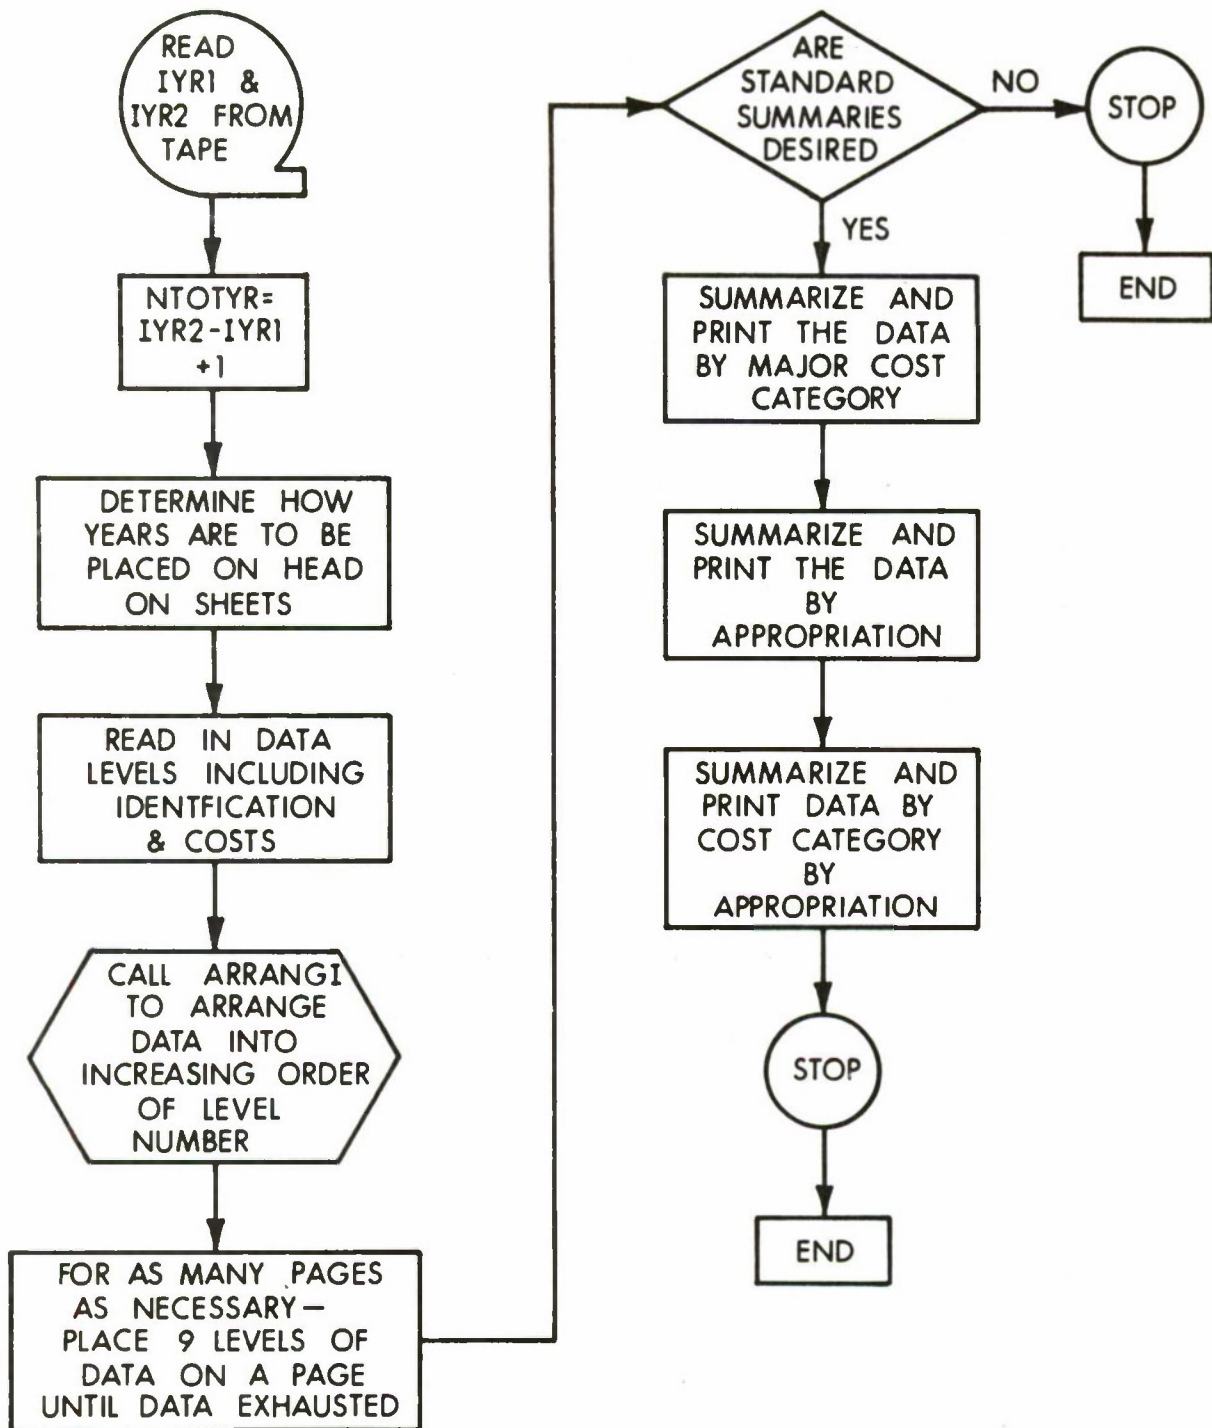 READ
IYR1 &
IYR2 FROM
TAPE
NTOTYR=
IYR2-IYR1
+1
DETERMINE HOW
YEARS ARE TO BE
PLACED ON HEAD
ON SHEETS
READ IN DATA
LEVELS INCLUDING
IDENTFICATION
& COSTS
CALL ARRANGI
TO ARRANGE
DATA INTO
INCREASING ORDER
OF LEVEL
NUMBER
FOR AS MANY PAGES
AS NECESSARY—
PLACE 9 LEVELS OF
DATA ON A PAGE
UNTIL DATA EXHAUSTED
ARE
STANDARD
SUMMARIES
DESIRED
NO
STOP
END
YES
SUMMARIZE AND
PRINT THE DATA
BY MAJOR COST
CATEGORY
SUMMARIZE AND
PRINT THE DATA
BY
APPROPRIATION
SUMMARIZE AND
PRINT DATA BY
COST CATEGORY
BY
APPROPRIATION
STOP
END